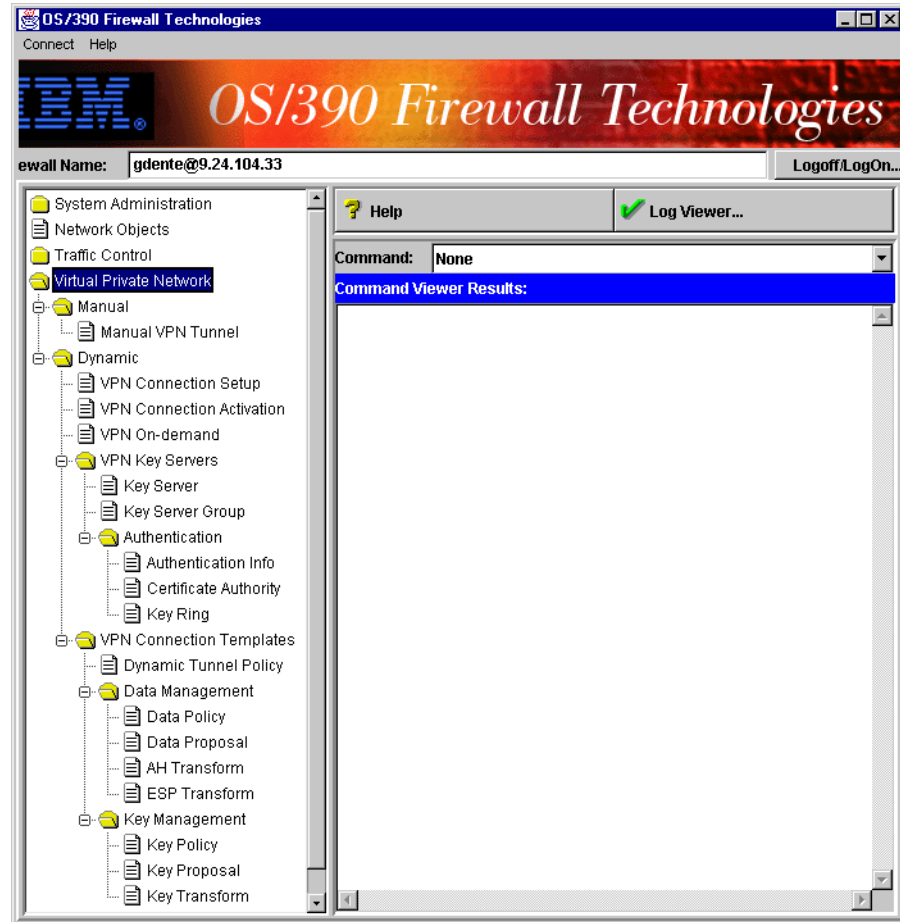 OS/390 Firewall Technologies
Connect Help
IBM® OS/390 Firewall Technologies
ewall Name: gdente@9.24.104.33 Logoff/LogOn...
System Administration
Network Objects
Traffic Control
Virtual Private Network
Manual
Manual VPN Tunnel
Dynamic
VPN Connection Setup
VPN Connection Activation
VPN On-demand
VPN Key Servers
Key Server
Key Server Group
Authentication
Authentication Info
Certificate Authority
Key Ring
VPN Connection Templates
Dynamic Tunnel Policy
Data Management
Data Policy
Data Proposal
AH Transform
ESP Transform
Key Management
Key Policy
Key Proposal
Key Transform
Help Log Viewer...
Command: None
Command Viewer Results: